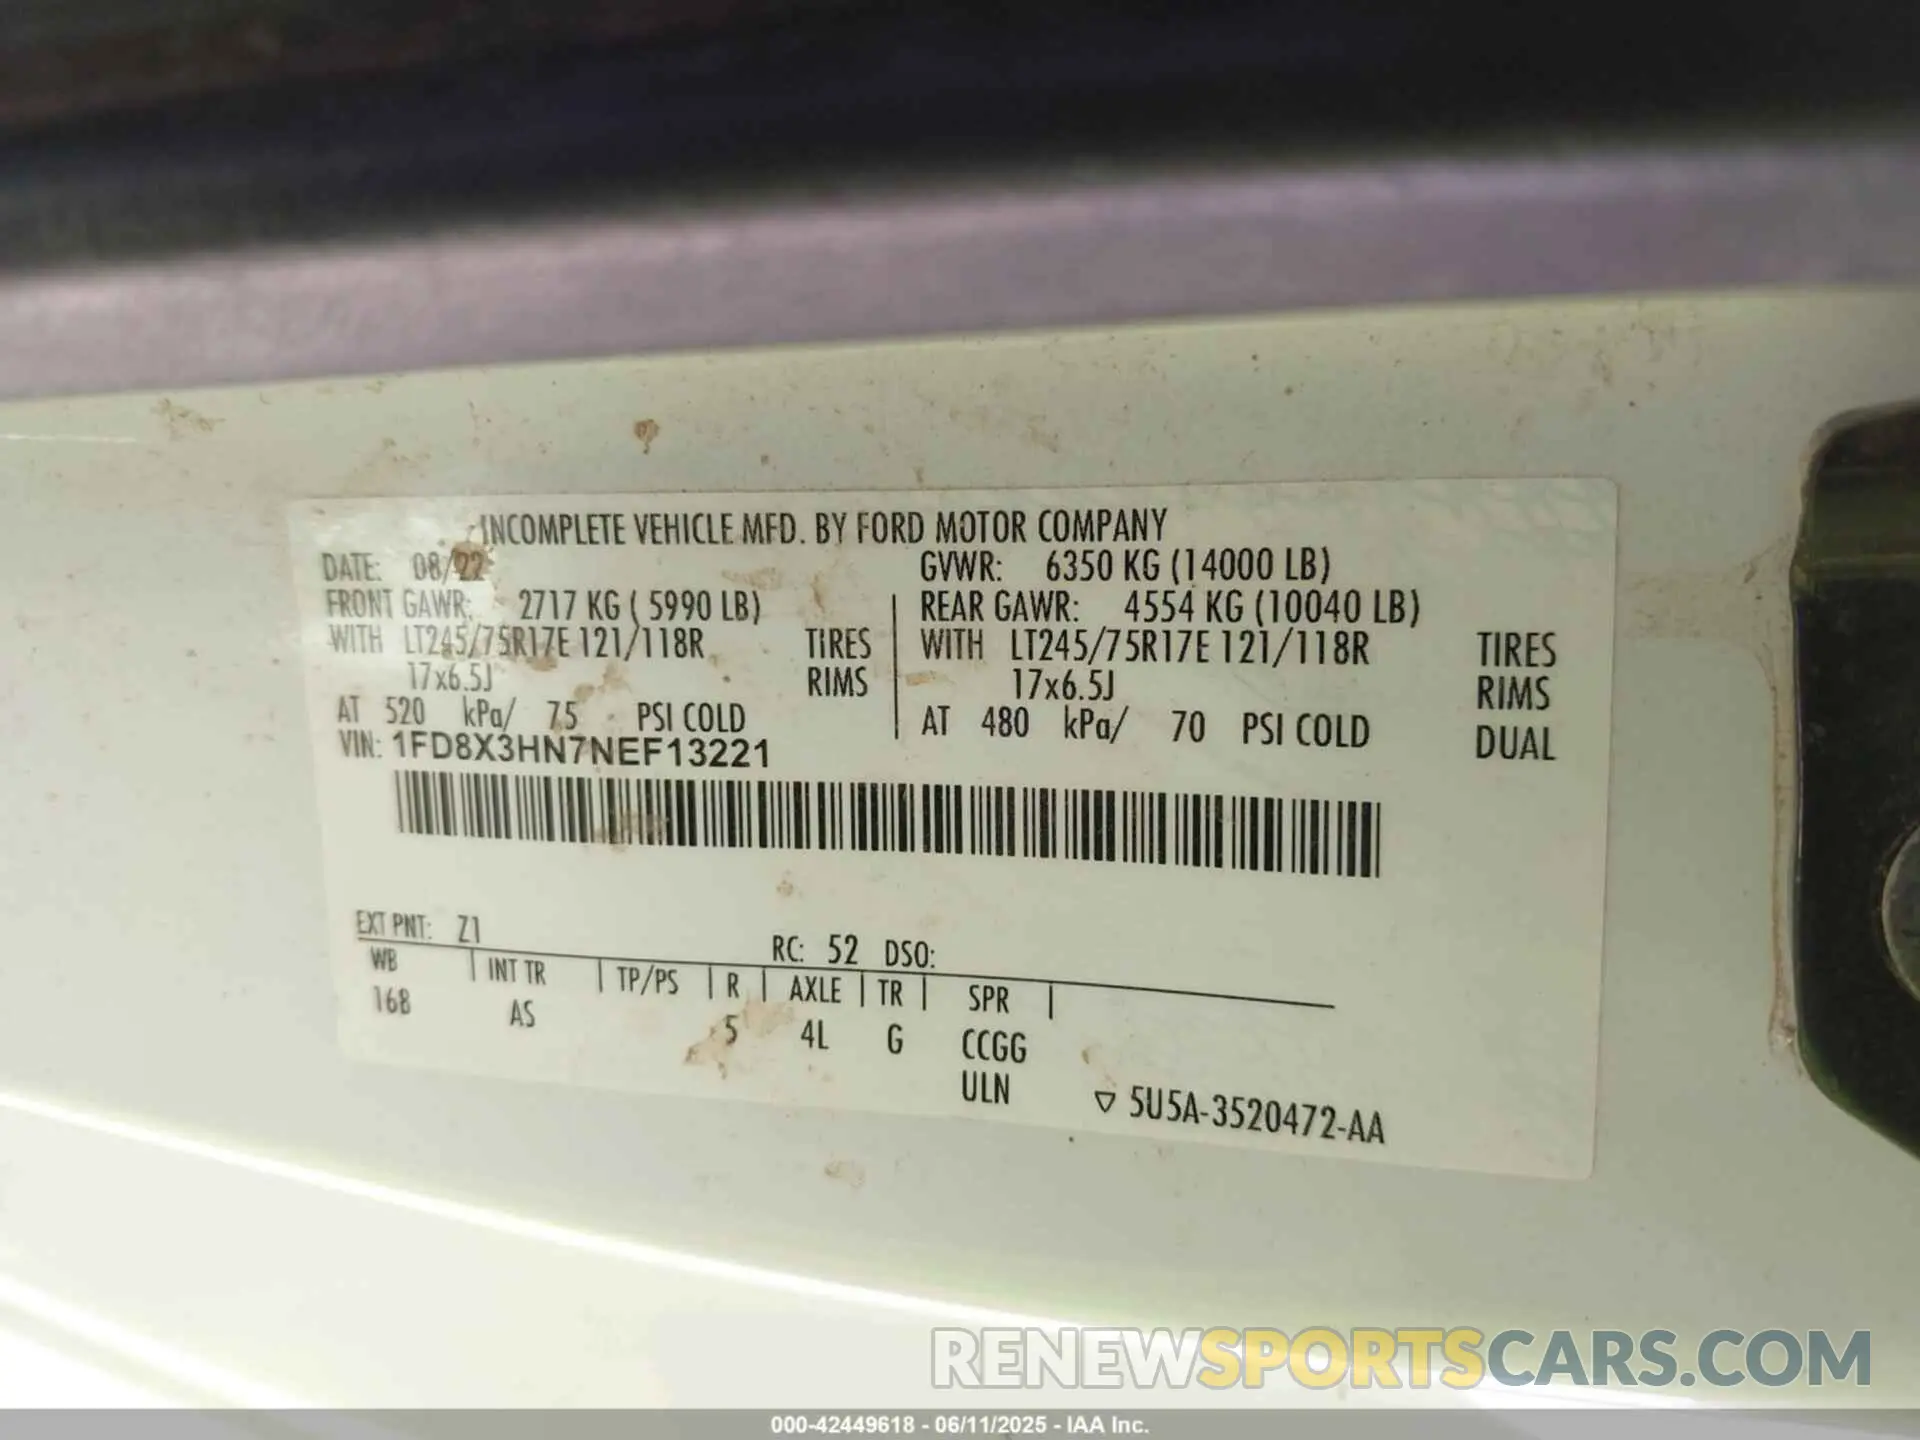 INCOMPLETE VEHICLE MFD. BY FORD MOTOR COMPANY
DATE: 08/22 GVWR: 6350 KG (14000 LB)
FRONT GAWR: 2717 KG ( 5990 LB) REAR GAWR: 4554 KG (10040 LB)
WITH LT245/75R17E 121/118R TIRES WITH LT245/75R17E 121/118R TIRES
17x6.5J RIMS 17x6.5J RIMS
AT 520 kPa/ 75 PSI COLD AT 480 kPa/ 70 PSI COLD DUAL
VIN: 1FD8X3HN7NEF13221
EXT PNT: Z1 RC: 52 DSO:
WB INT TR TP/PS R AXLE TR SPR
168 AS 5 4L G CCGG
ULN ▽ 5U5A-3520472-AA
RENEWSPORTSCARS.COM
000-42449618 - 06/11/2025 - IAA Inc.